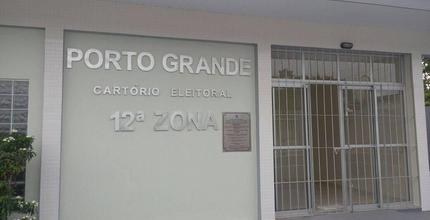 PORTO GRANDE
CARTÓRIO ELEITORAL
12ª ZONA